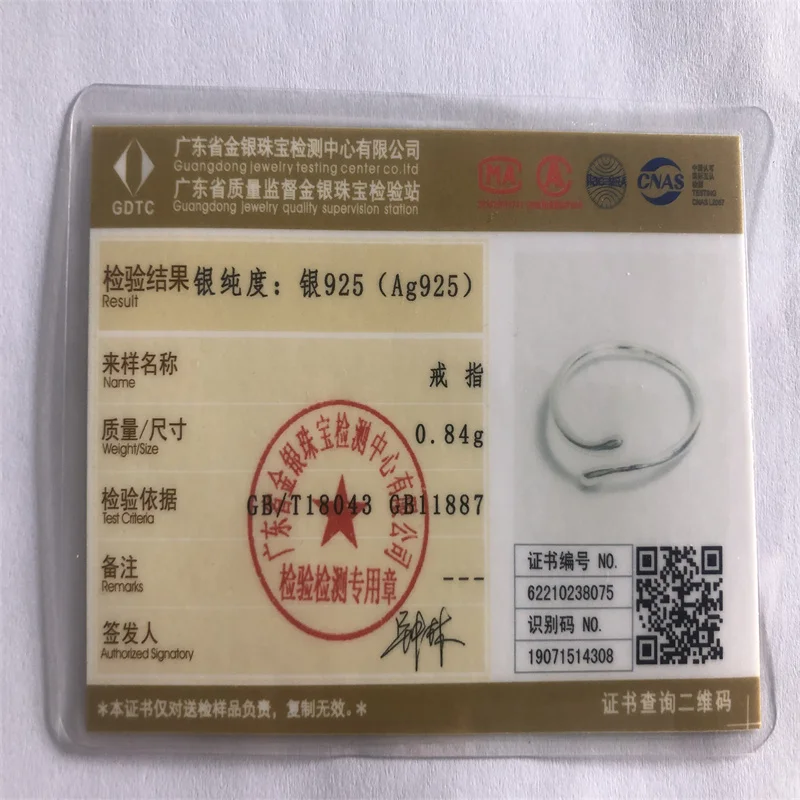 GDTC
广东省金银珠宝检测中心有限公司
Guangdong jewelry testing center co.ltd
广东省质量监督金银珠宝检验站
Guangdong jewelry quality supervision station
MA
CNAS
TESTING
检验结果 银纯度: 银925 (Ag925)
Result
来样名称 戒 指
Name
质量/尺寸 0.84g
Weight/Size
检验依据 GB/T18043 GB11887
Test Criteria
备注 ---
Remarks
签发人
Authorized Signatory
广东省金银珠宝检测中心有限公司
检验检测专用章
证书编号 NO.
62210238075
识别码 NO.
19071514308
*本证书仅对送检样品负责，复制无效。*
证书查询二维码